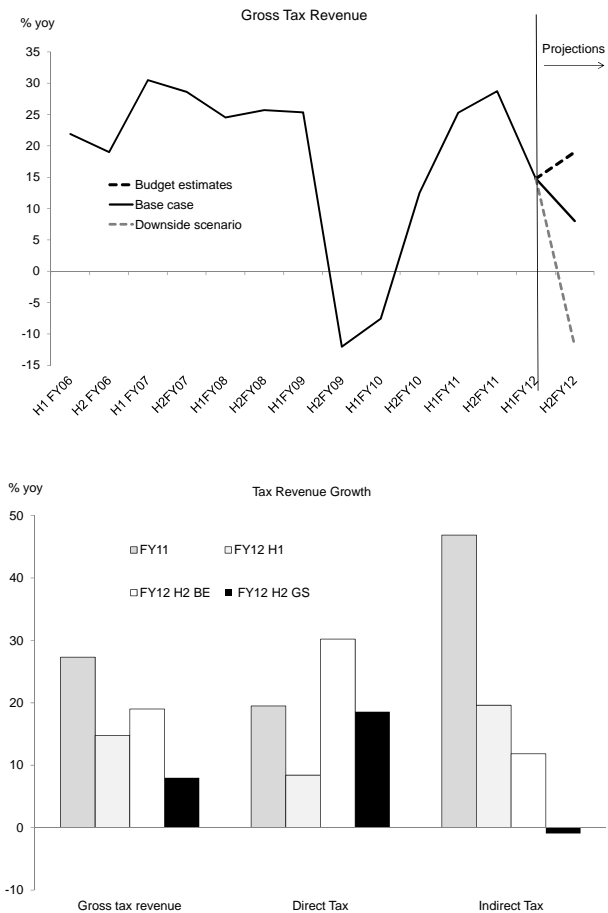 Gross Tax Revenue
% yoy
Projections
35
30
25
20
15
10
5
0
-5
-10
-15
Budget estimates
Base case
Downside scenario
H1 FY06
H2 FY06
H1 FY07
H2FY07
H1FY08
H2FY08
H1FY09
H2FY09
H1FY10
H2FY10
H1FY11
H2FY11
H1FY12
H2FY12
% yoy
Tax Revenue Growth
50
40
30
20
10
0
-10
FY11
FY12 H1
FY12 H2 BE
FY12 H2 GS
Gross tax revenue
Direct Tax
Indirect Tax